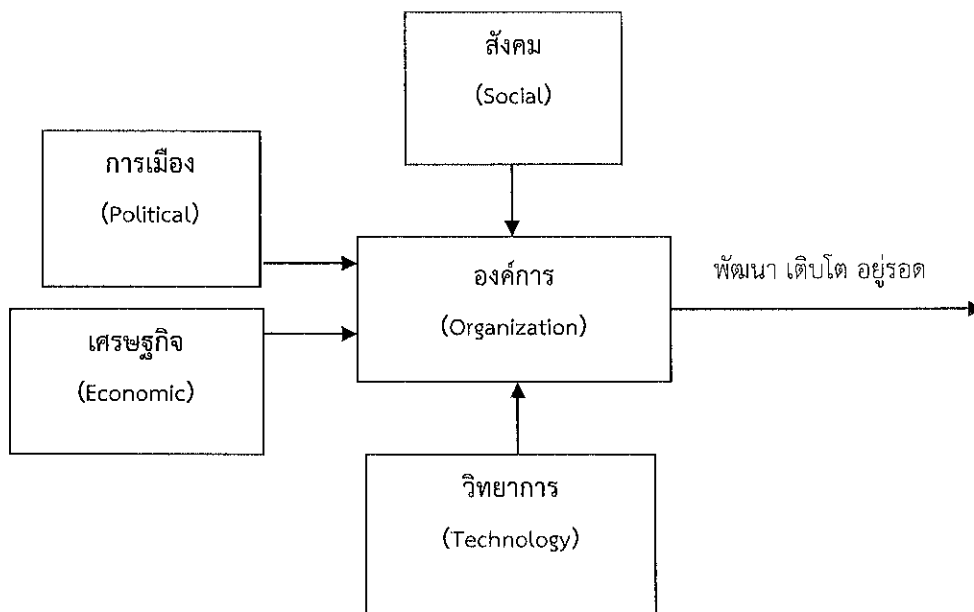 สังคม
(Social)
การเมือง
(Political)
องค์การ
(Organization)
พัฒนา เติบโต อยู่รอด
เศรษฐกิจ
(Economic)
วิทยาการ
(Technology)